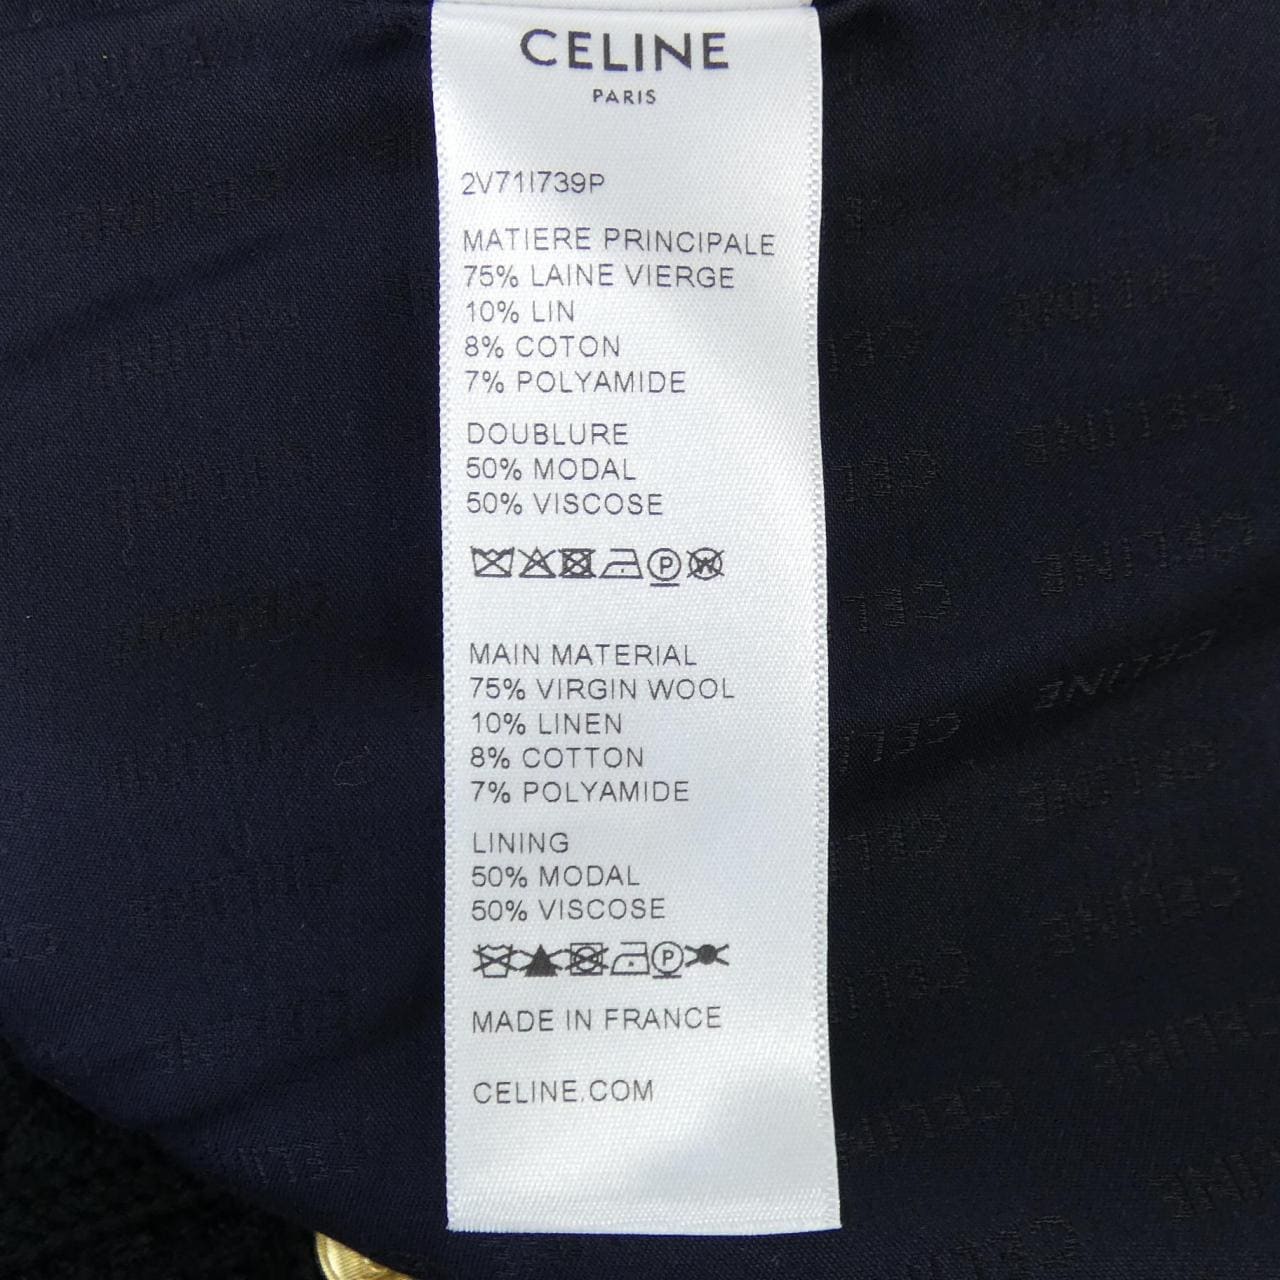 CELINE
PARIS
2V71I739P
MATIERE PRINCIPALE
75% LAINE VIERGE
10% LIN
8% COTON
7% POLYAMIDE
DOUBLURE
50% MODAL
50% VISCOSE
P W
MAIN MATERIAL
75% VIRGIN WOOL
10% LINEN
8% COTTON
7% POLYAMIDE
LINING
50% MODAL
50% VISCOSE
P
MADE IN FRANCE
CELINE.COM
CELINE